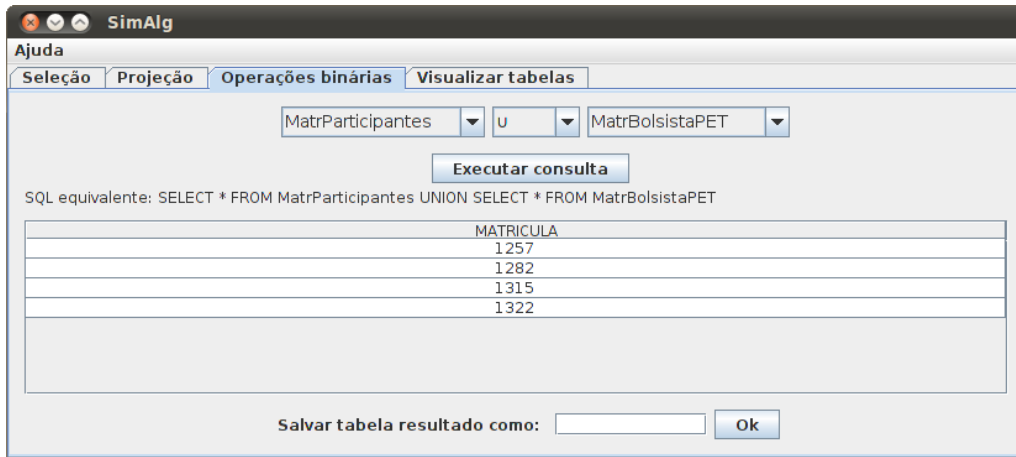 SimAlg
Ajuda
Seleção Projeção Operações binárias Visualizar tabelas
MatrParticipantes U MatrBolsistaPET
Executar consulta
SQL equivalente: SELECT * FROM MatrParticipantes UNION SELECT * FROM MatrBolsistaPET
MATRICULA
1257
1282
1315
1322
Salvar tabela resultado como: Ok